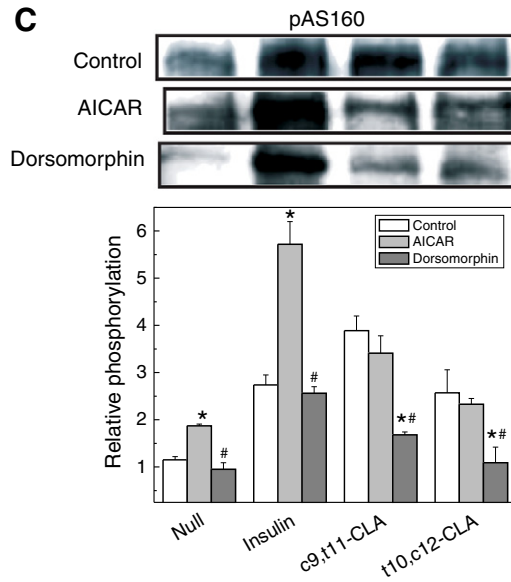 C
pAS160
Control
AICAR
Dorsomorphin
Relative phosphorylation
6
5
4
3
2
1
Control
AICAR
Dorsomorphin
*
#
*
#
*#
*#
Null
Insulin
c9,t11-CLA
t10,c12-CLA